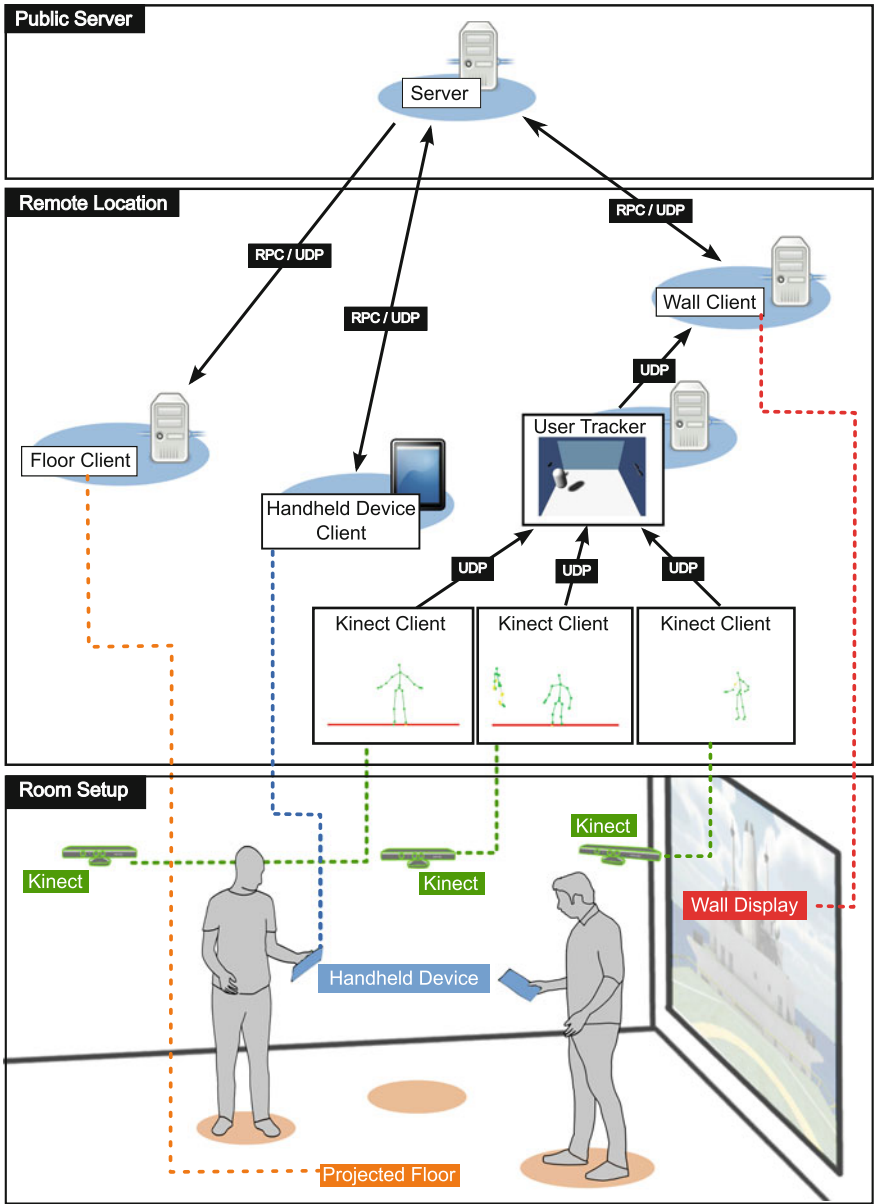 Public Server
Server
Remote Location
RPC / UDP
RPC / UDP
RPC / UDP
Wall Client
UDP
User Tracker
Floor Client
Handheld Device
Client
UDP
UDP
UDP
Kinect Client
Kinect Client
Kinect Client
Room Setup
Kinect
Kinect
Kinect
Wall Display
Handheld Device
Projected Floor